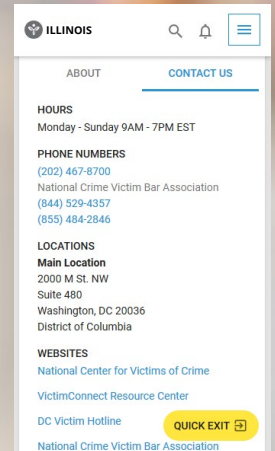 ILLINOIS
ABOUT
CONTACT US
HOURS
Monday - Sunday 9AM - 7PM EST
PHONE NUMBERS
(202) 467-8700
National Crime Victim Bar Association
(844) 529-4357
(855) 484-2846
LOCATIONS
Main Location
2000 M St. NW
Suite 480
Washington, DC 20036
District of Columbia
WEBSITES
National Center for Victims of Crime
VictimConnect Resource Center
DC Victim Hotline
QUICK EXIT
National Crime Victim Bar Association